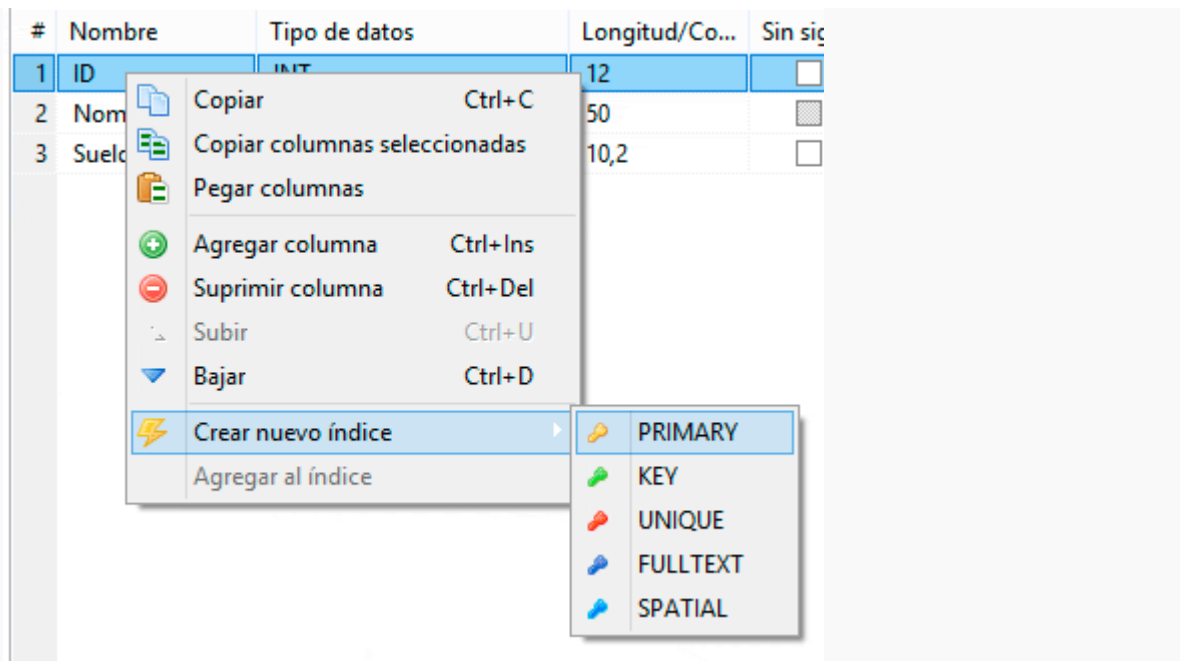 # Nombre Tipo de datos Longitud/Co... Sin sig
1 ID INT 12
2 Nom 50
3 Sueld 10,2
Copiar Ctrl+C
Copiar columnas seleccionadas
Pegar columnas
Agregar columna Ctrl+Ins
Suprimir columna Ctrl+Del
Subir Ctrl+U
Bajar Ctrl+D
Crear nuevo índice
Agregar al índice
PRIMARY
KEY
UNIQUE
FULLTEXT
SPATIAL